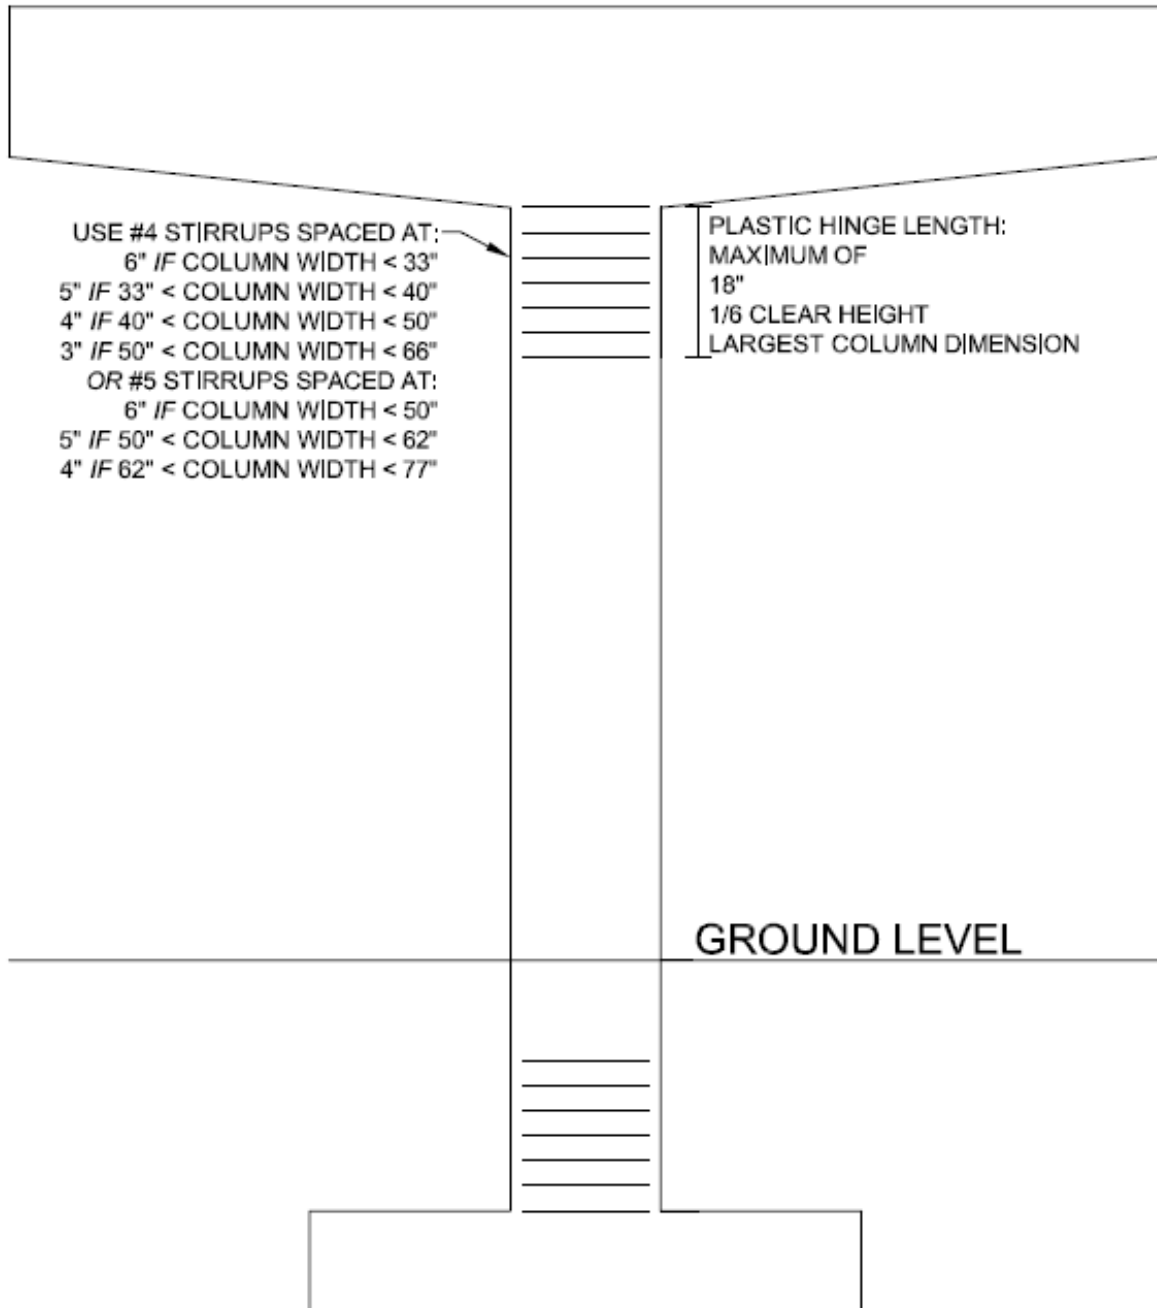 USE #4 STIRRUPS SPACED AT:
6" IF COLUMN WIDTH < 33"
5" IF 33" < COLUMN WIDTH < 40"
4" IF 40" < COLUMN WIDTH < 50"
3" IF 50" < COLUMN WIDTH < 66"
OR #5 STIRRUPS SPACED AT:
6" IF COLUMN WIDTH < 50"
5" IF 50" < COLUMN WIDTH < 62"
4" IF 62" < COLUMN WIDTH < 77"
PLASTIC HINGE LENGTH:
MAXIMUM OF
18"
1/6 CLEAR HEIGHT
LARGEST COLUMN DIMENSION
GROUND LEVEL